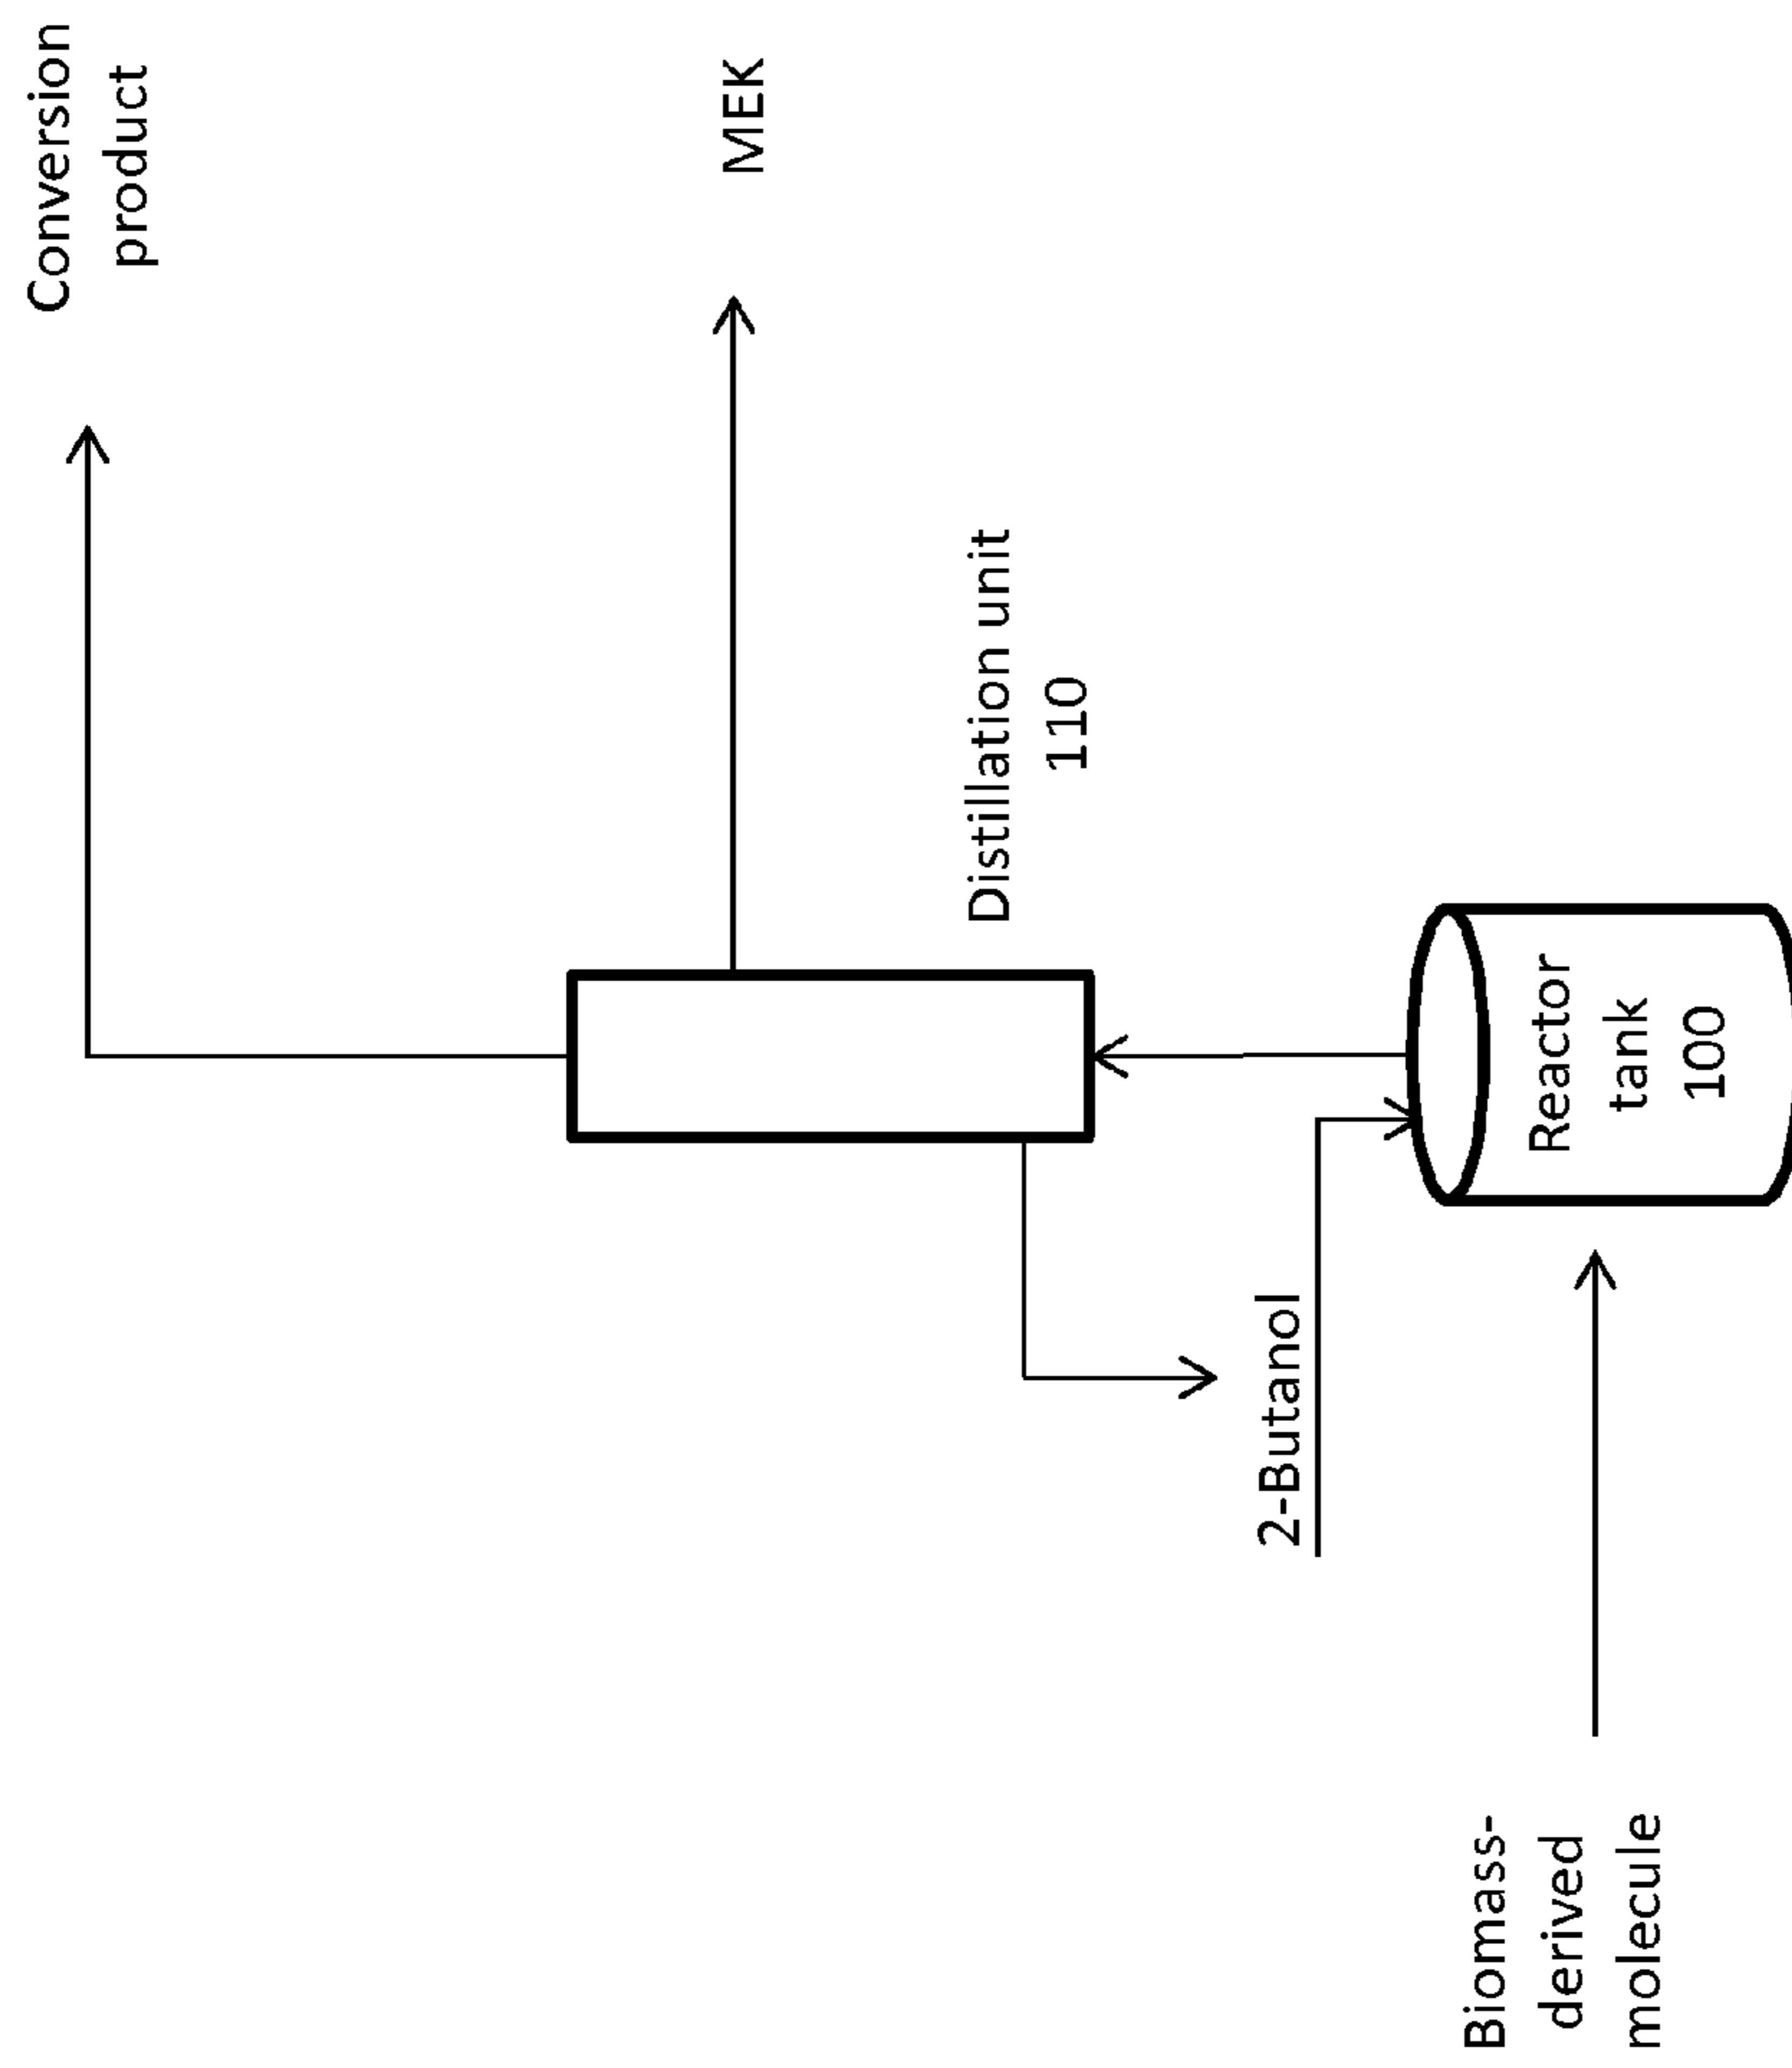 Conversion
product
MEK
Distillation unit
110
2-Butanol
Reactor
tank
100
Biomass-
derived
molecule